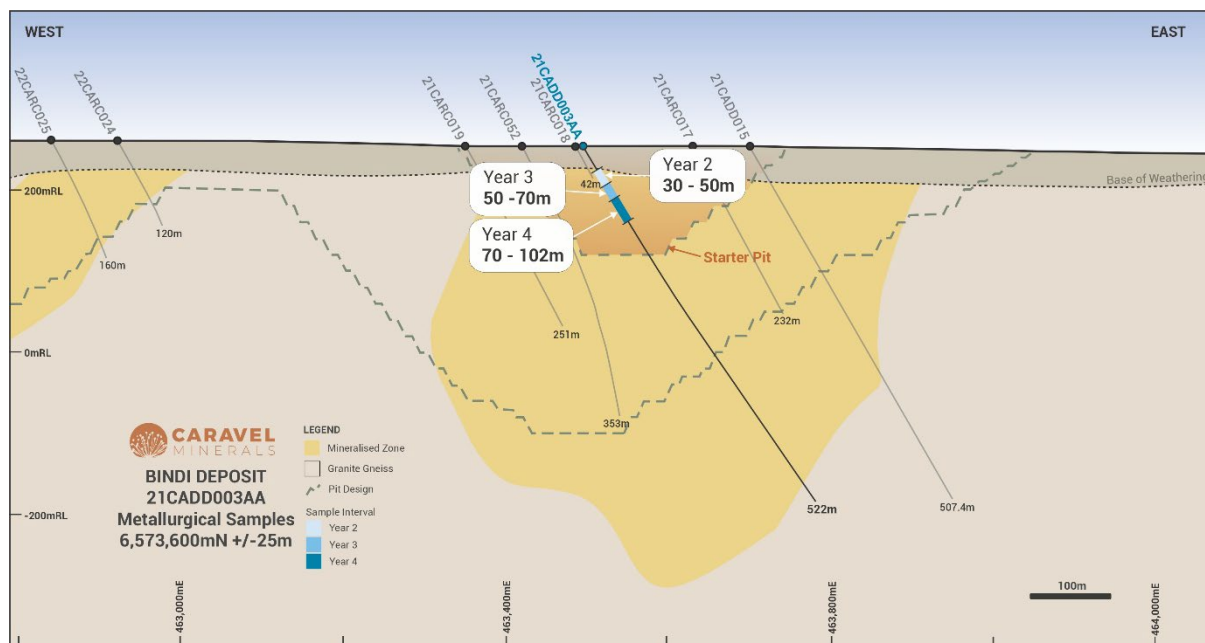 WEST
EAST
22CARC025
22CARC024
21CARC019
21CARC052
21CARC018
21CADD003AA
21CARC017
21CADD015
Year 2
30 - 50m
Year 3
50 -70m
42m
Base of Weathering
200mRL
Year 4
70 - 102m
Starter Pit
120m
160m
251m
232m
0mRL
353m
CARAVEL
MINERALS
BINDI DEPOSIT
21CADD003AA
Metallurgical Samples
6,573,600mN +/-25m
LEGEND
Mineralised Zone
Granite Gneiss
Pit Design
Sample Interval
Year 2
Year 3
Year 4
522m
507.4m
-200mRL
100m
463,000mE
463,400mE
463,800mE
464,000mE